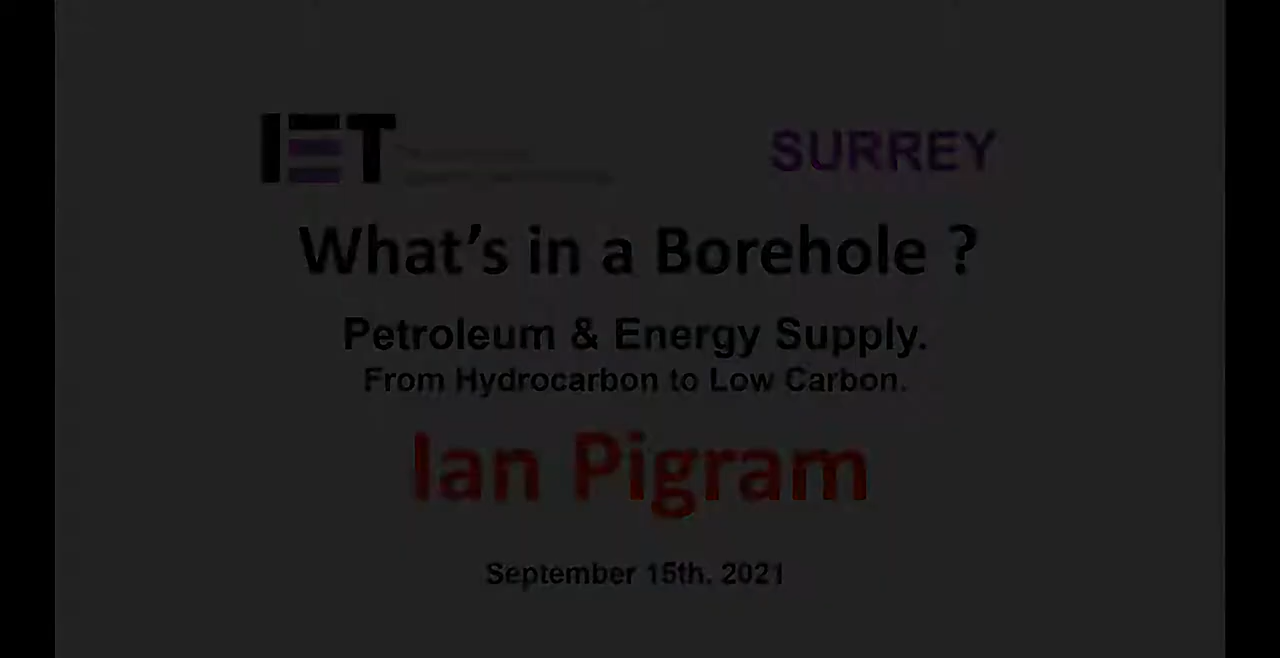 IET SURREY
What's in a Borehole ?
Petroleum & Energy Supply.
From Hydrocarbon to Low Carbon.
Ian Pigram
September 15th. 2021